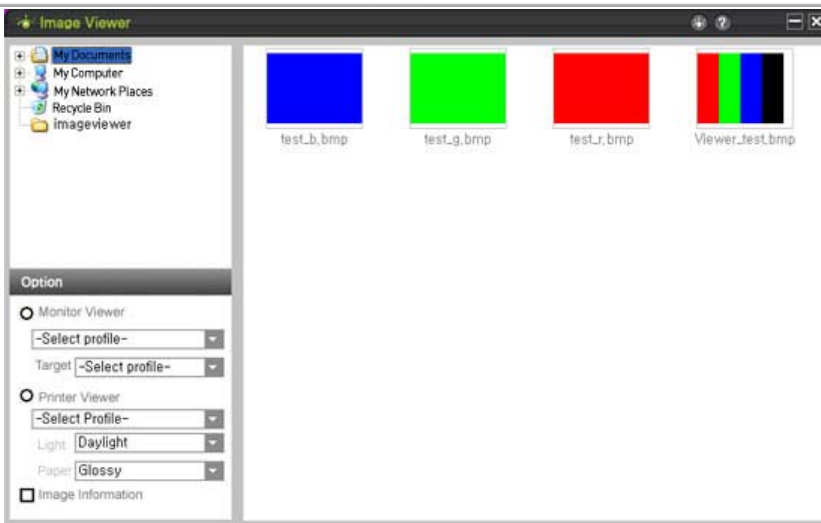 Image Viewer
My Documents
My Computer
My Network Places
Recycle Bin
imageviewer
test_b.bmp
test_g.bmp
test_r.bmp
Viewer_test.bmp
Option
Monitor Viewer
-Select profile-
Target -Select profile-
Printer Viewer
-Select Profile-
Light Daylight
Paper Glossy
Image Information